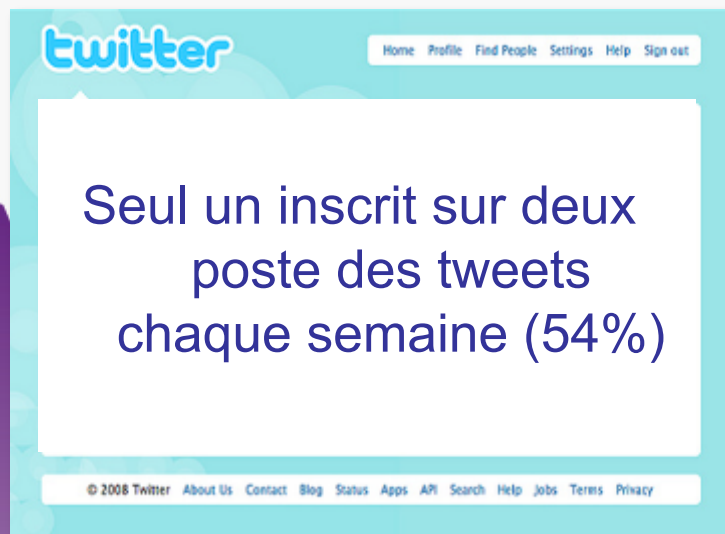 twitter
Home Profile Find People Settings Help Sign out
Seul un inscrit sur deux
poste des tweets
chaque semaine (54%)
© 2008 Twitter About Us Contact Blog Status Apps API Search Help Jobs Terms Privacy